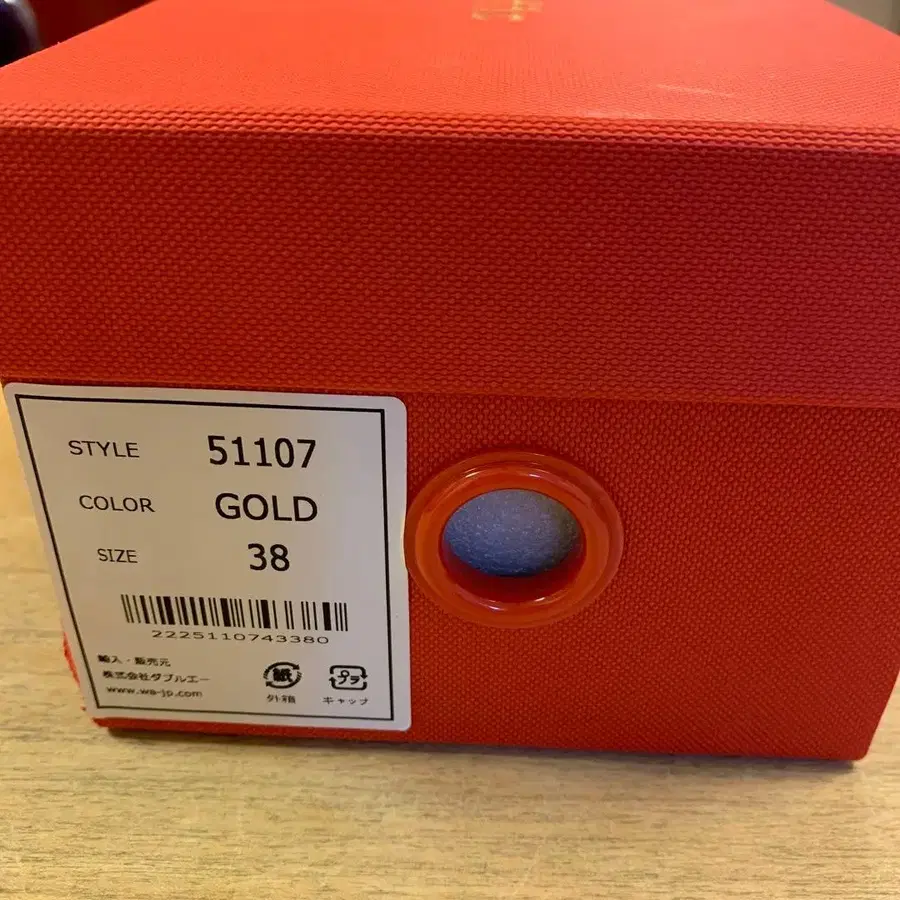 STYLE 51107
COLOR GOLD
SIZE 38
2225110743380
輸入・販売元
株式会社ダブルエー
www.wa-jp.com
紙
プラ
外箱 キャップ